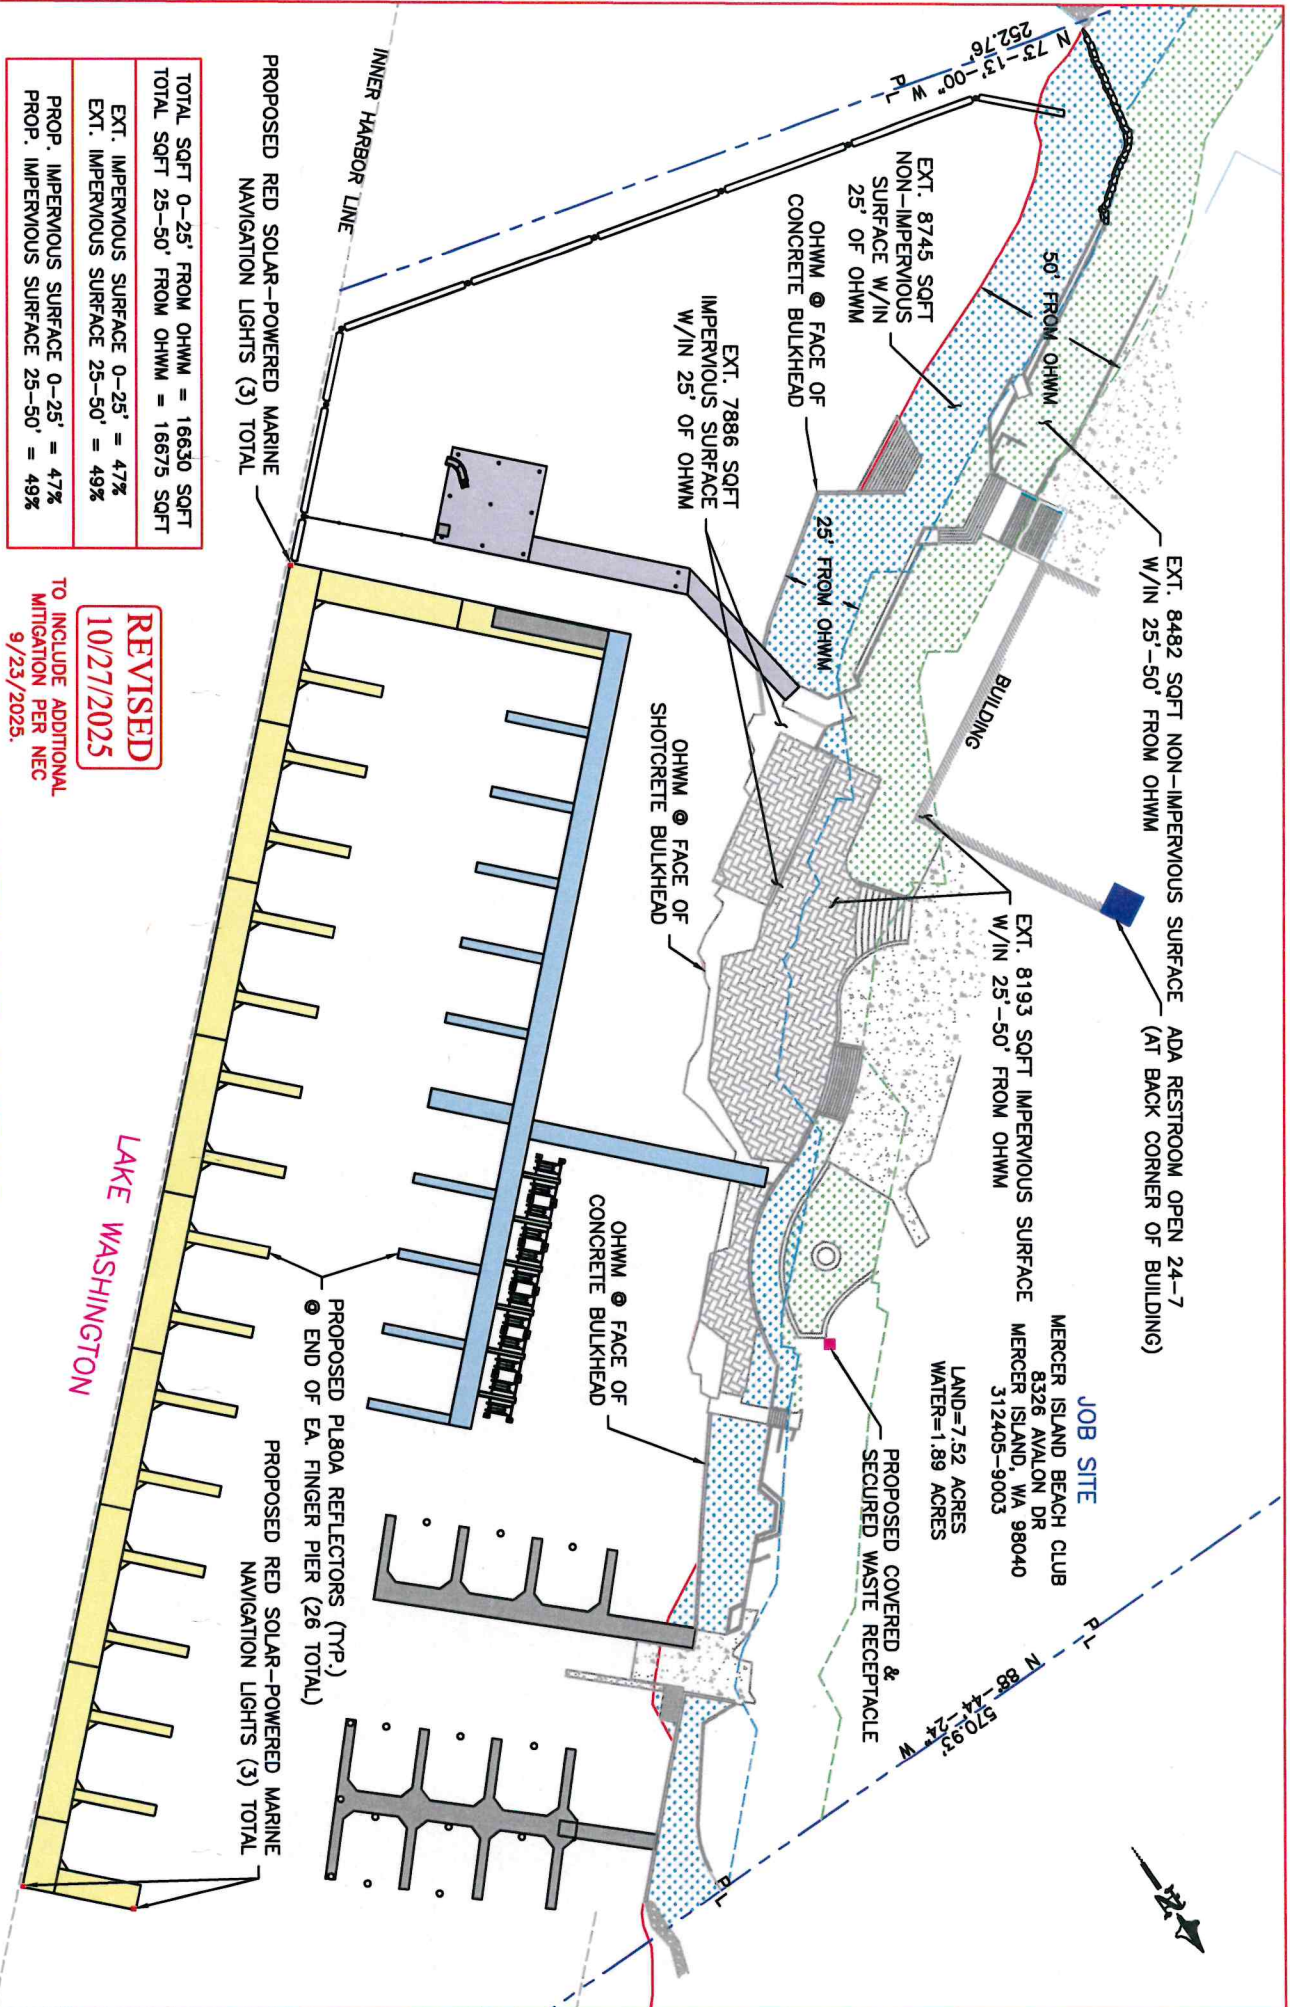 EXT. 8482 SQFT NON-IMPERVIOUS SURFACE
W/IN 25'-50' FROM OHWM
ADA RESTROOM OPEN 24-7
(AT BACK CORNER OF BUILDING)
EXT. 8193 SQFT IMPERVIOUS SURFACE
W/IN 25'-50' FROM OHWM
JOB SITE
MERCER ISLAND BEACH CLUB
8326 AVALON DR
MERCER ISLAND, WA 98040
312405-9003
LAND=7.52 ACRES
WATER=1.89 ACRES
PROPOSED COVERED &
SECURED WASTE RECEPTACLE
P L
N 88°-44'-24" W
570.93'
P L
N
N 73°-13'-00" W
252.76'
P L
50' FROM OHWM
BUILDING
EXT. 8745 SQFT
NON-IMPERVIOUS
SURFACE W/IN
25' OF OHWM
OHWM @ FACE OF
CONCRETE BULKHEAD
25' FROM OHWM
EXT. 7886 SQFT
IMPERVIOUS SURFACE
W/IN 25' OF OHWM
OHWM @ FACE OF
SHOTCRETE BULKHEAD
OHWM @ FACE OF
CONCRETE BULKHEAD
INNER HARBOR LINE
PROPOSED RED SOLAR-POWERED MARINE
NAVIGATION LIGHTS (3) TOTAL
PROPOSED PL80A REFLECTORS (TYP.)
@ END OF EA. FINGER PIER (26 TOTAL)
PROPOSED RED SOLAR-POWERED MARINE
NAVIGATION LIGHTS (3) TOTAL
LAKE WASHINGTON
TOTAL SQFT 0-25' FROM OHWM = 16630 SQFT
TOTAL SQFT 25-50' FROM OHWM = 16675 SQFT
EXT. IMPERVIOUS SURFACE 0-25' = 47%
EXT. IMPERVIOUS SURFACE 25-50' = 49%
PROP. IMPERVIOUS SURFACE 0-25' = 47%
PROP. IMPERVIOUS SURFACE 25-50' = 49%
REVISED
10/27/2025
TO INCLUDE ADDITIONAL
MITIGATION PER NEC
9/23/2025.